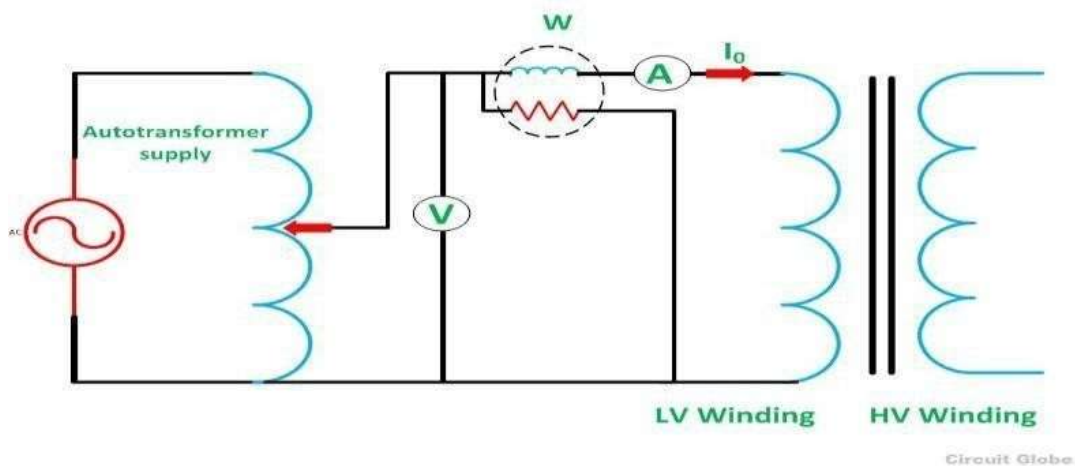 W
I₀
A
Autotransformer
supply
V
AC
LV Winding
HV Winding
Circuit Globe